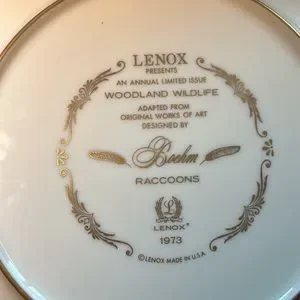 LENOX
PRESENTS
AN ANNUAL LIMITED ISSUE
WOODLAND WILDLIFE
ADAPTED FROM
ORIGINAL WORKS OF ART
DESIGNED BY
Boehm
RACCOONS
L
LENOX®
1973
©LENOX MADE IN U.S.A.